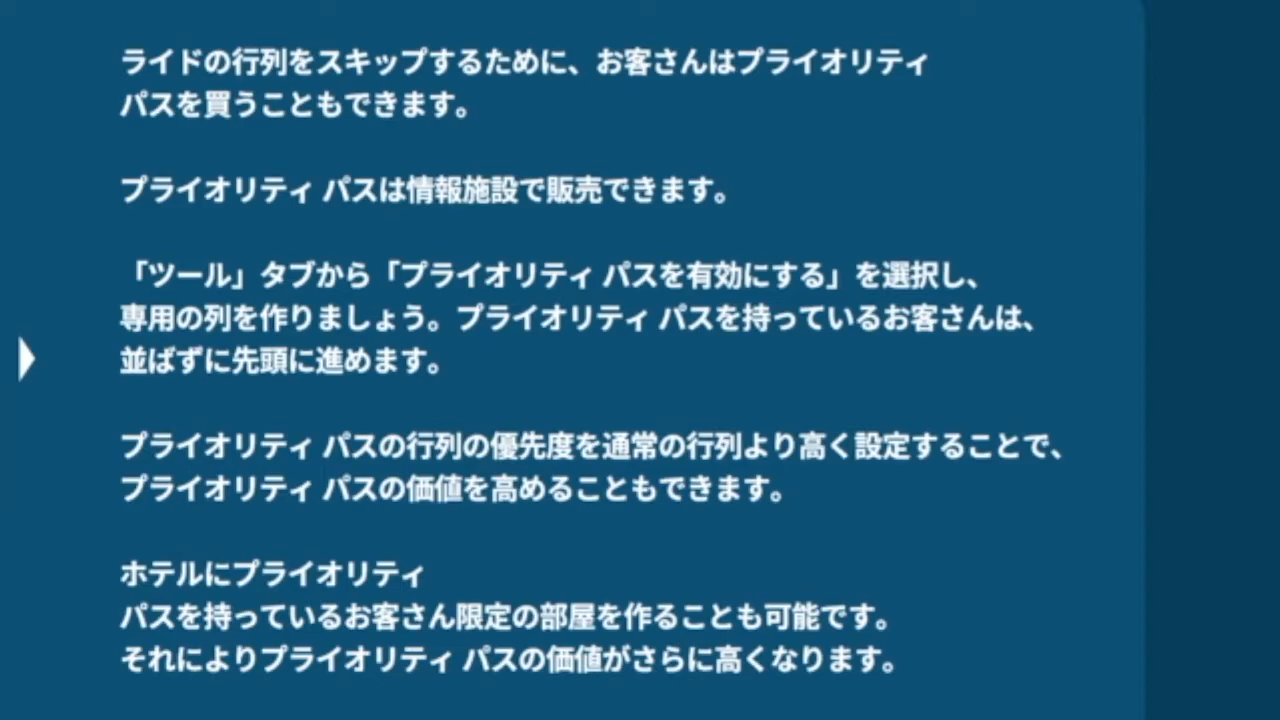 ライドの行列をスキップするために、お客さんはプライオリティ
パスを買うこともできます。
プライオリティ パスは情報施設で販売できます。
「ツール」タブから「プライオリティ パスを有効にする」を選択し、
専用の列を作りましょう。プライオリティ パスを持っているお客さんは、
並ばずに先頭に進めます。
プライオリティ パスの行列の優先度を通常の行列より高く設定することで、
プライオリティ パスの価値を高めることもできます。
ホテルにプライオリティ
パスを持っているお客さん限定の部屋を作ることも可能です。
それによりプライオリティ パスの価値がさらに高くなります。